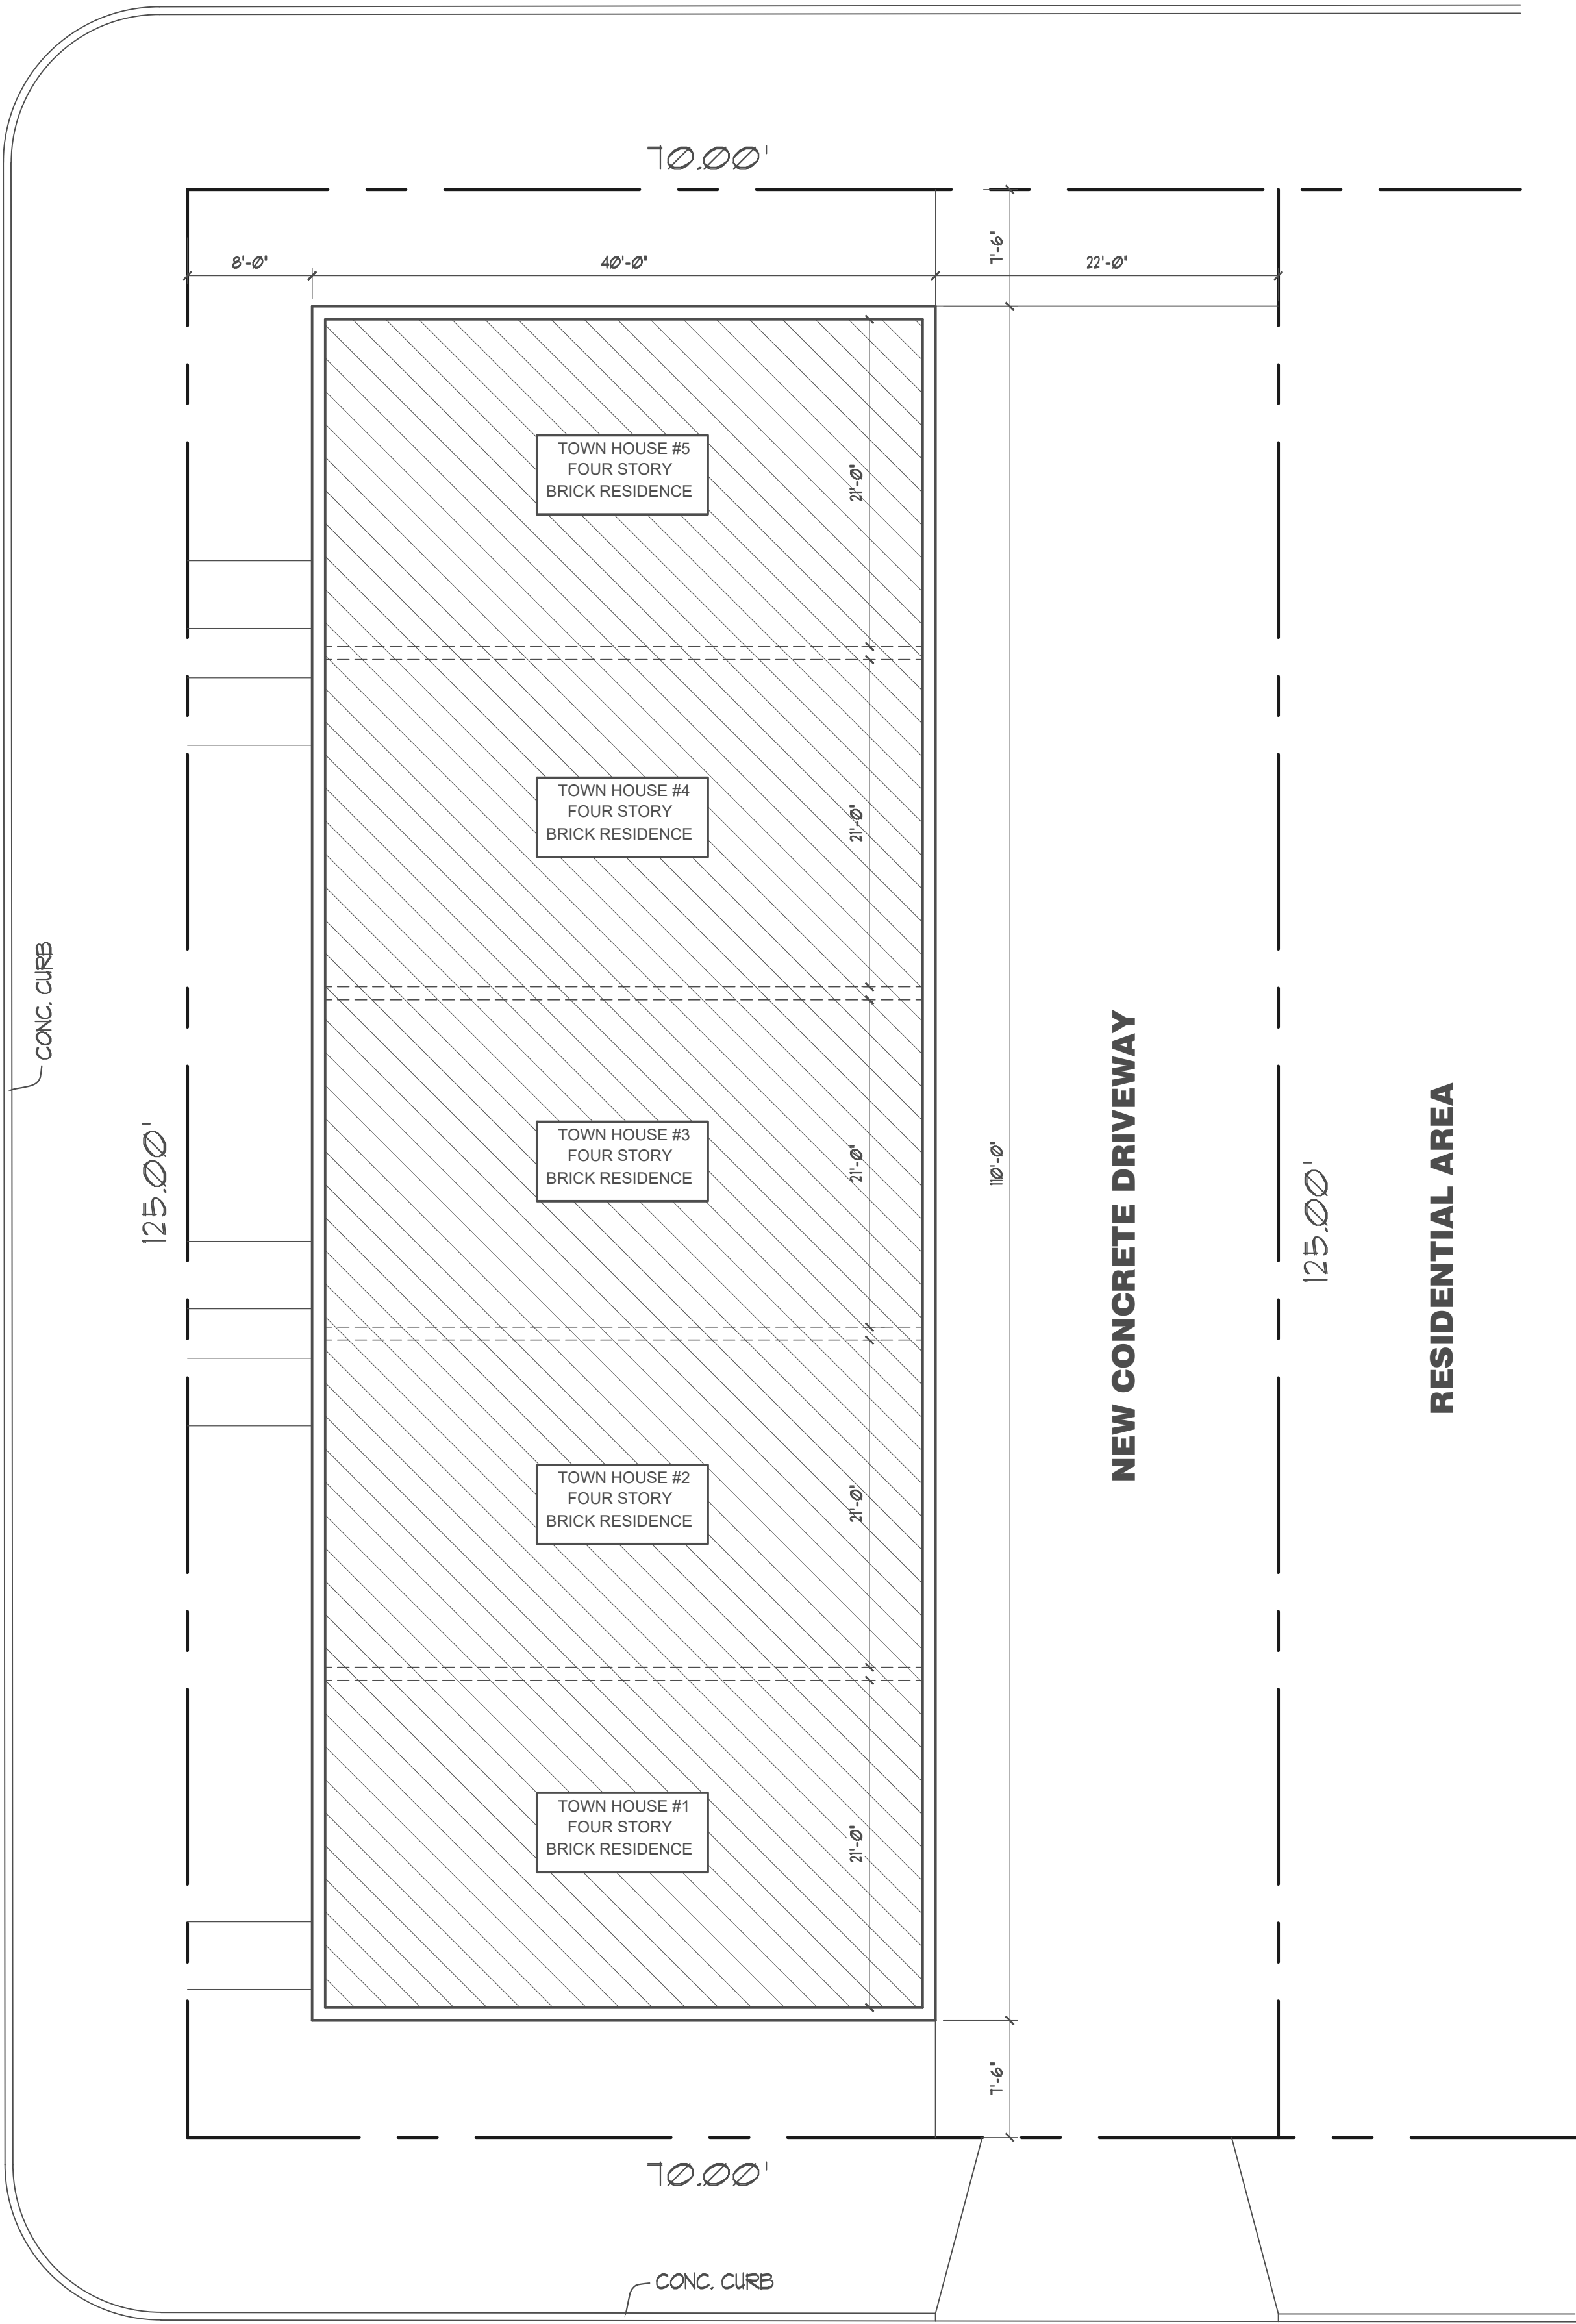 70.00'
8'-0"
40'-0"
7'-6"
22'-0"
TOWN HOUSE #5
FOUR STORY
BRICK RESIDENCE
21'-0"
TOWN HOUSE #4
FOUR STORY
BRICK RESIDENCE
21'-0"
CONC. CURB
125.00'
TOWN HOUSE #3
FOUR STORY
BRICK RESIDENCE
21'-0"
110'-0"
NEW CONCRETE DRIVEWAY
125.00'
RESIDENTIAL AREA
TOWN HOUSE #2
FOUR STORY
BRICK RESIDENCE
21'-0"
TOWN HOUSE #1
FOUR STORY
BRICK RESIDENCE
21'-0"
7'-6"
70.00'
CONC. CURB